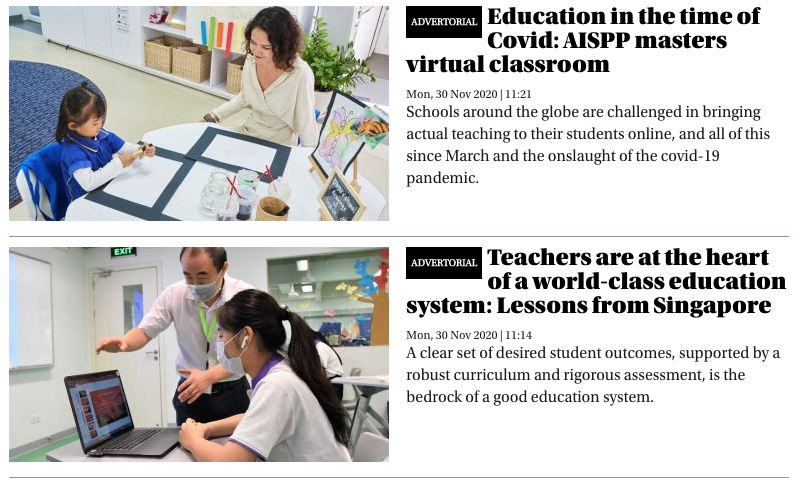 ADVERTORIAL Education in the time of
Covid: AISPP masters
virtual classroom
Mon, 30 Nov 2020 | 11:21
Schools around the globe are challenged in bringing
actual teaching to their students online, and all of this
since March and the onslaught of the covid-19
pandemic.
EXIT
ADVERTORIAL Teachers are at the heart
of a world-class education
system: Lessons from Singapore
Mon, 30 Nov 2020 | 11:14
A clear set of desired student outcomes, supported by a
robust curriculum and rigorous assessment, is the
bedrock of a good education system.